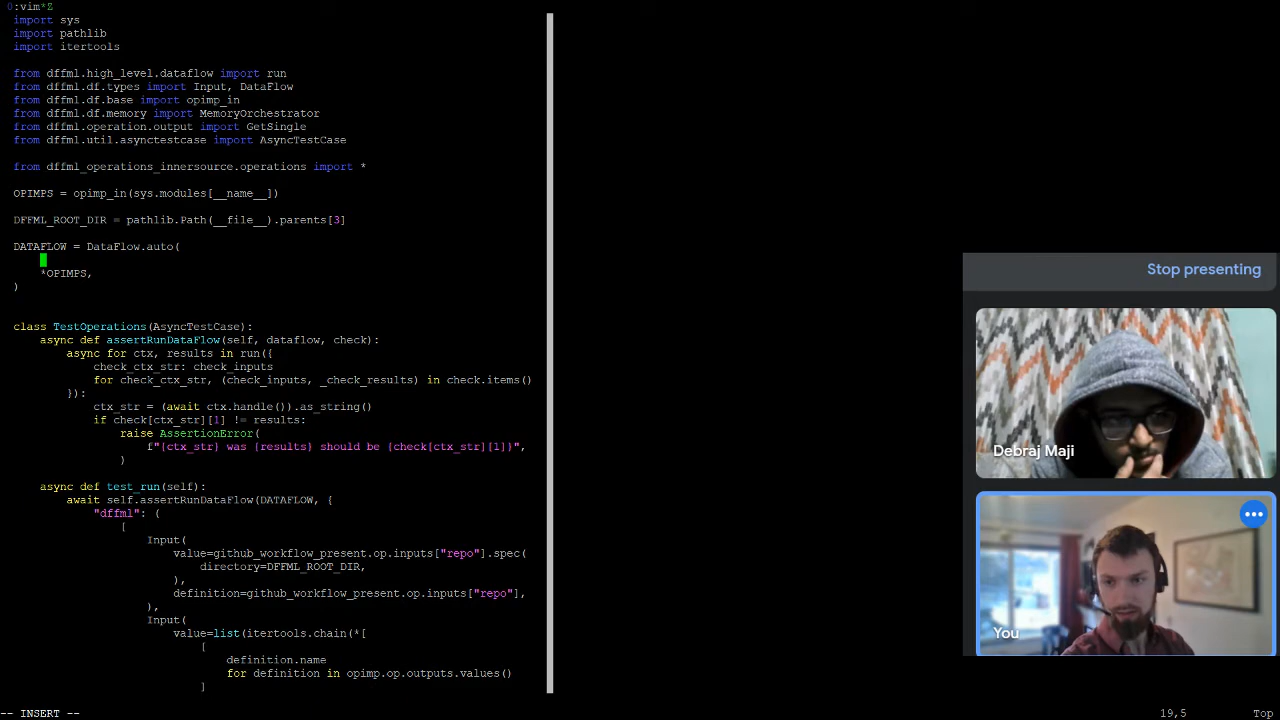 0:vim*Z
import sys
import pathlib
import itertools
from dffml.high_level.dataflow import run
from dffml.df.types import Input, DataFlow
from dffml.df.base import opimp_in
from dffml.df.memory import MemoryOrchestrator
from dffml.operation.output import GetSingle
from dffml.util.asynctestcase import AsyncTestCase
from dffml_operations_innersource.operations import *
OPIMPS = opimp_in(sys.modules[__name__])
DFFML_ROOT_DIR = pathlib.Path(__file__).parents[3]
DATAFLOW = DataFlow.auto(
*OPIMPS,
)
class TestOperations(AsyncTestCase):
async def assertRunDataFlow(self, dataflow, check):
async for ctx, results in run({
check_ctx_str: check_inputs
for check_ctx_str, (check_inputs, _check_results) in check.items()
}):
ctx_str = (await ctx.handle()).as_string()
if check[ctx_str][1] != results:
raise AssertionError(
f"{ctx_str} was {results} should be {check[ctx_str][1]}",
)
async def test_run(self):
await self.assertRunDataFlow(DATAFLOW, {
"dffml": (
[
Input(
value=github_workflow_present.op.inputs["repo"].spec(
directory=DFFML_ROOT_DIR,
),
definition=github_workflow_present.op.inputs["repo"],
),
Input(
value=list(itertools.chain(*[
[
definition.name
for definition in opimp.op.outputs.values()
]
-- INSERT --
19,5
Top
Stop presenting
Debraj Maji
You